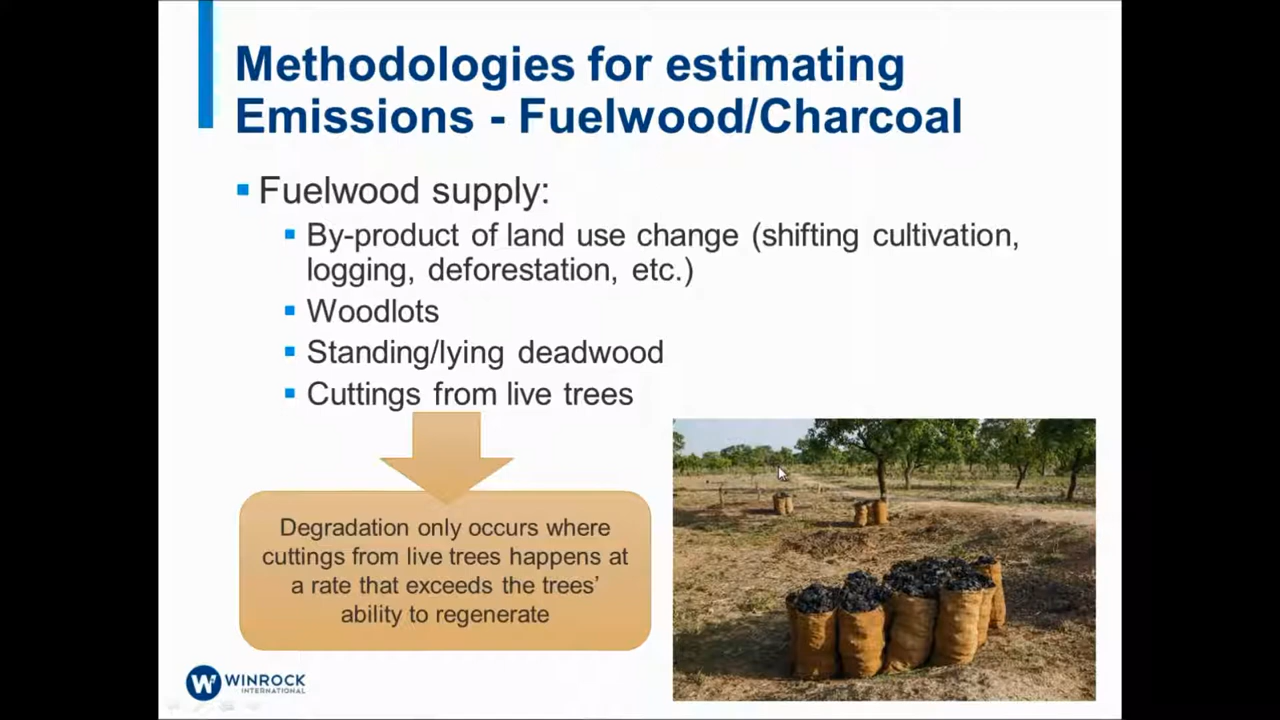 Methodologies for estimating
Emissions - Fuelwood/Charcoal
Fuelwood supply:
By-product of land use change (shifting cultivation,
logging, deforestation, etc.)
Woodlots
Standing/lying deadwood
Cuttings from live trees
Degradation only occurs where
cuttings from live trees happens at
a rate that exceeds the trees’
ability to regenerate
W
WINROCK
INTERNATIONAL